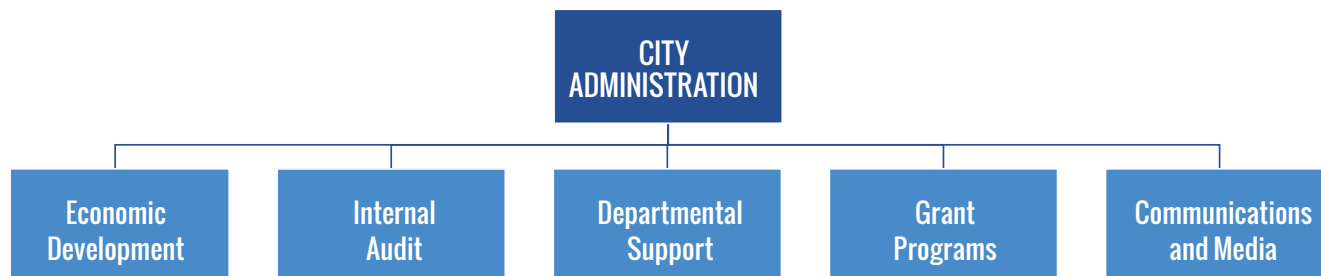 CITY
ADMINISTRATION
Economic
Development
Internal
Audit
Departmental
Support
Grant
Programs
Communications
and Media